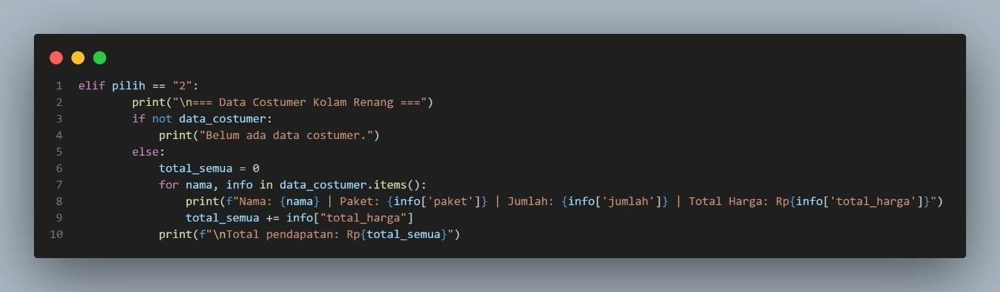 1 elif pilih == "2":
2         print("\n=== Data Costumer Kolam Renang ===")
3         if not data_costumer:
4             print("Belum ada data costumer.")
5         else:
6             total_semua = 0
7             for nama, info in data_costumer.items():
8                 print(f"Nama: {nama} | Paket: {info['paket']} | Jumlah: {info['jumlah']} | Total Harga: Rp{info['total_harga']}")
9                 total_semua += info["total_harga"]
10             print(f"\nTotal pendapatan: Rp{total_semua}")